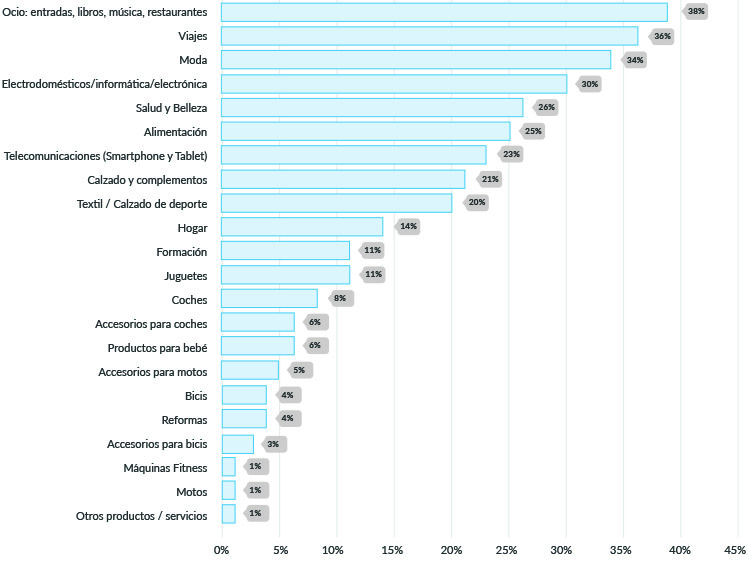 Ocio: entradas, libros, música, restaurantes 38%
Viajes 36%
Moda 34%
Electrodomésticos/informática/electrónica 30%
Salud y Belleza 26%
Alimentación 25%
Telecomunicaciones (Smartphone y Tablet) 23%
Calzado y complementos 21%
Textil / Calzado de deporte 20%
Hogar 14%
Formación 11%
Juguetes 11%
Coches 8%
Accesorios para coches 6%
Productos para bebé 6%
Accesorios para motos 5%
Bicis 4%
Reformas 4%
Accesorios para bicis 3%
Máquinas Fitness 1%
Motos 1%
Otros productos / servicios 1%
0% 5% 10% 15% 20% 25% 30% 35% 40% 45%